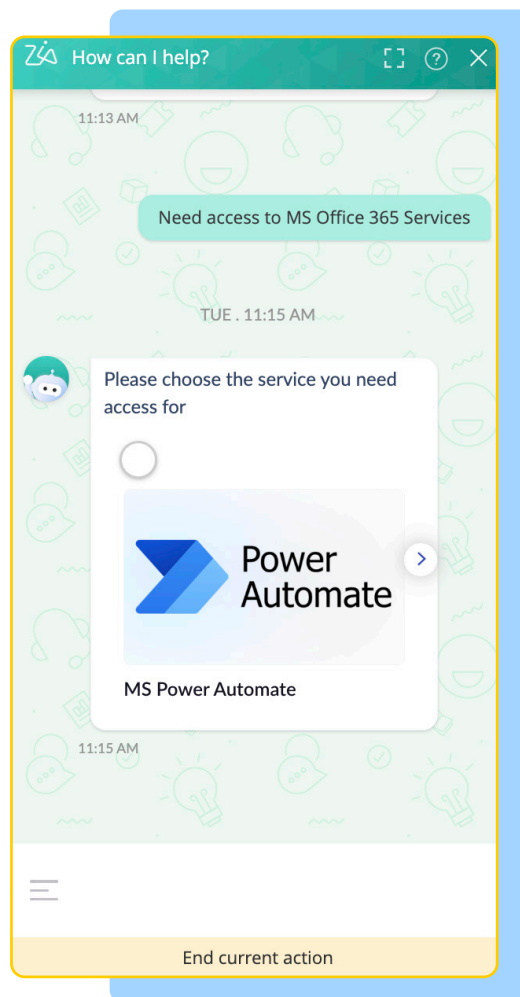 Zia How can I help?
11:13 AM
Need access to MS Office 365 Services
TUE . 11:15 AM
Please choose the service you need
access for
Power
Automate
MS Power Automate
11:15 AM
End current action